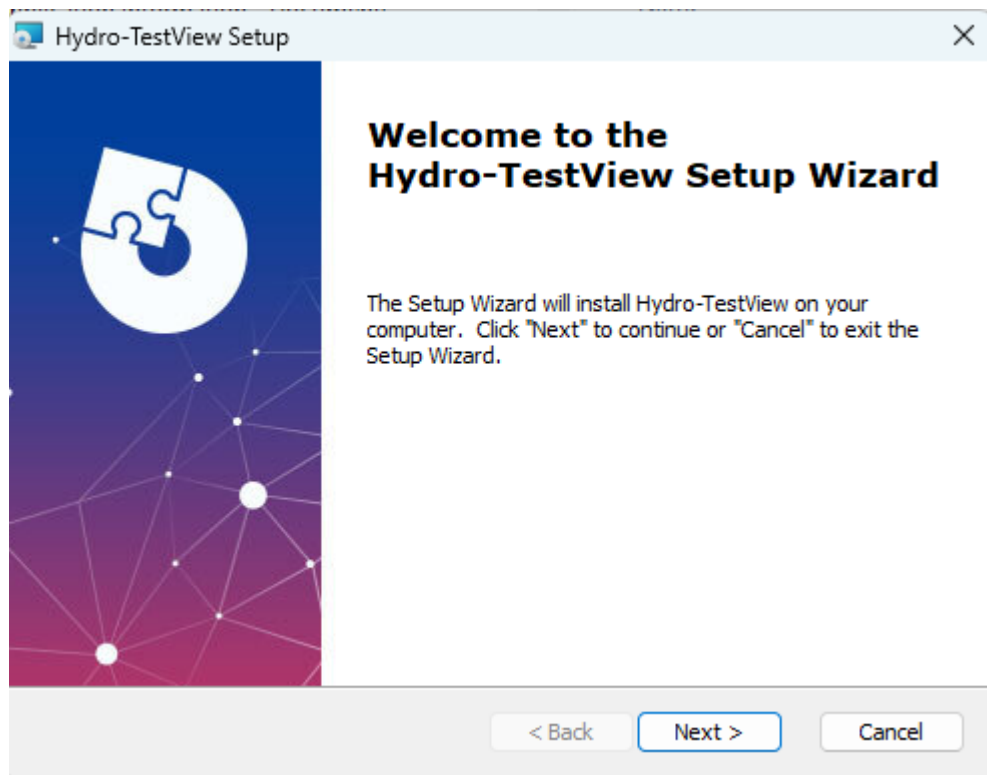 Hydro-TestView Setup
Welcome to the
Hydro-TestView Setup Wizard
The Setup Wizard will install Hydro-TestView on your
computer.  Click "Next" to continue or "Cancel" to exit the
Setup Wizard.
< Back
Next >
Cancel